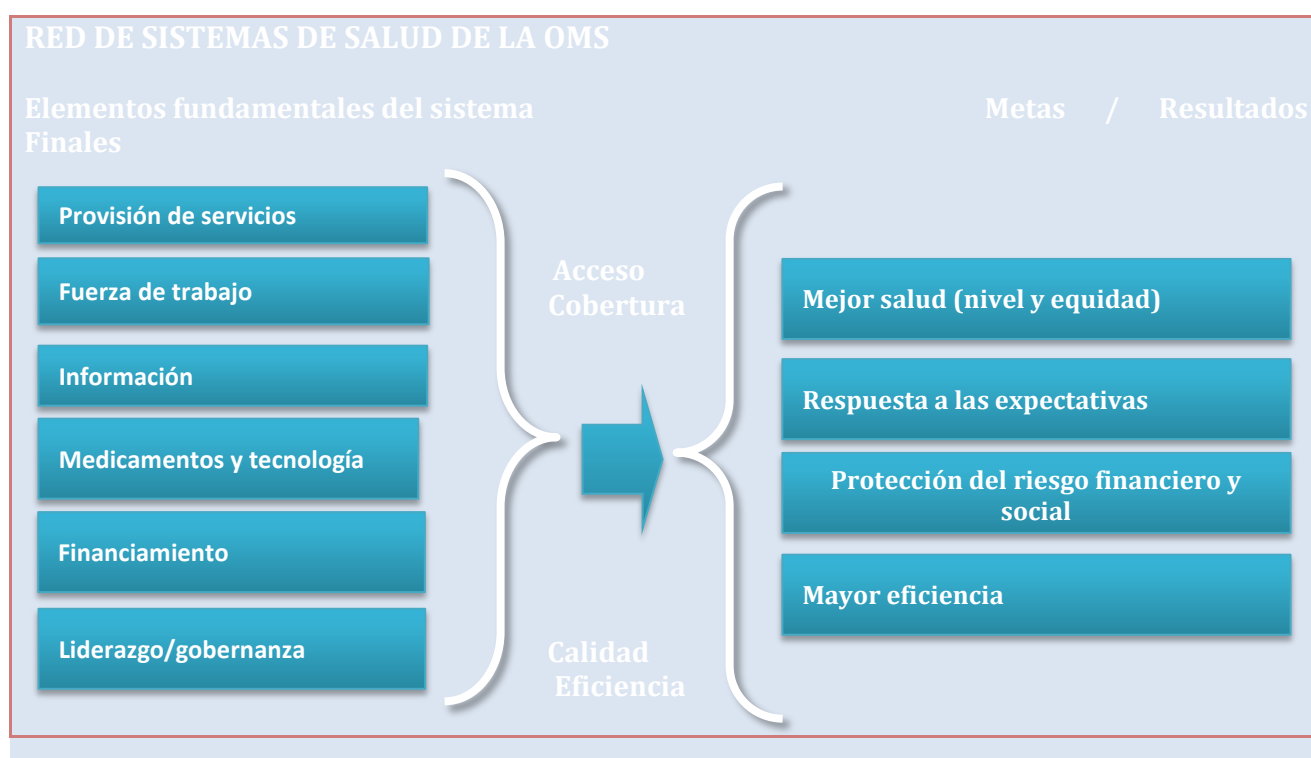 RED DE SISTEMAS DE SALUD DE LA OMS
Elementos fundamentales del sistema Metas / Resultados
Finales
Provisión de servicios
Fuerza de trabajo
Información
Medicamentos y tecnología
Financiamiento
Liderazgo/gobernanza
Acceso
Cobertura
Calidad
Eficiencia
Mejor salud (nivel y equidad)
Respuesta a las expectativas
Protección del riesgo financiero y
social
Mayor eficiencia